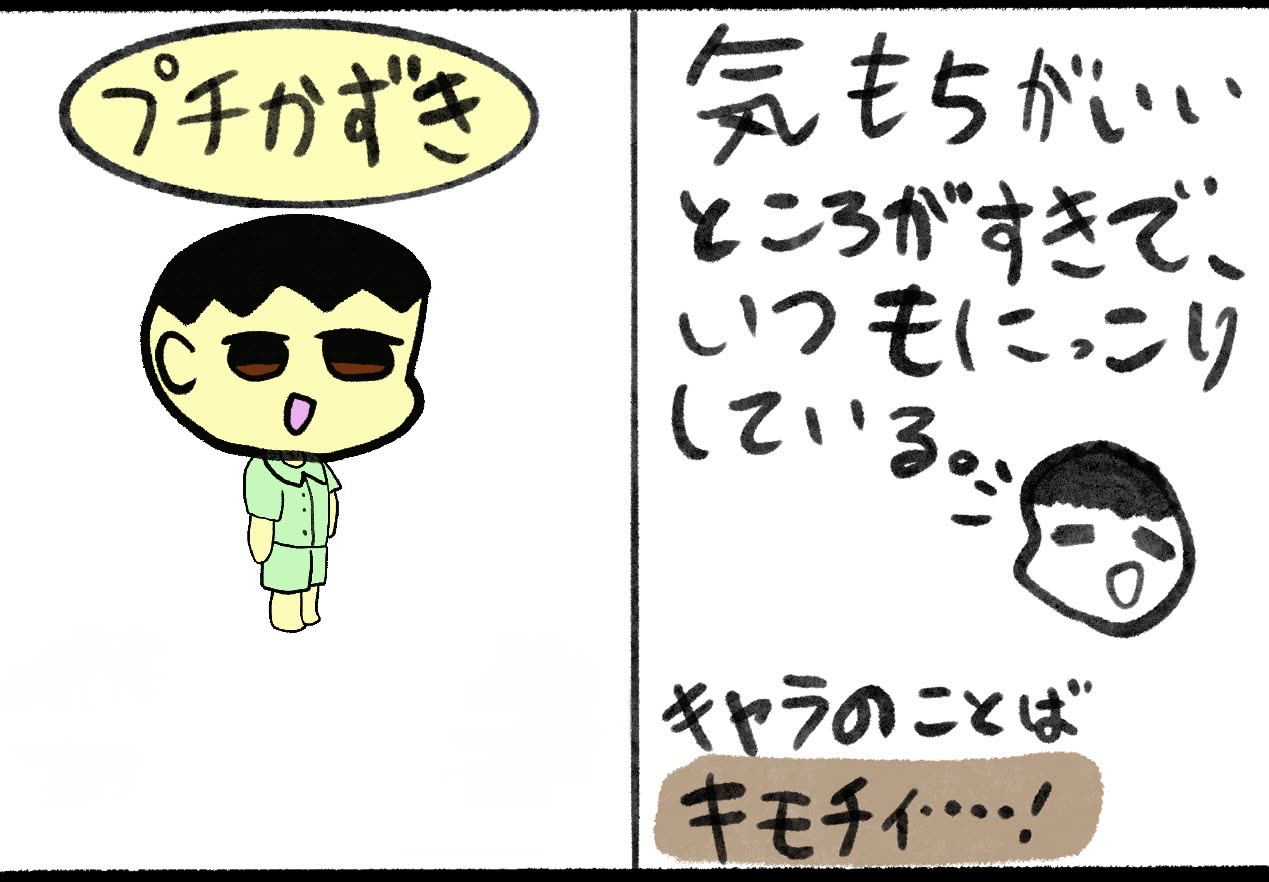 プチかずき
気もちがいい
ところがすきで、
いつもにっこり
している。
キャラのことば
キモチィ・・・・!